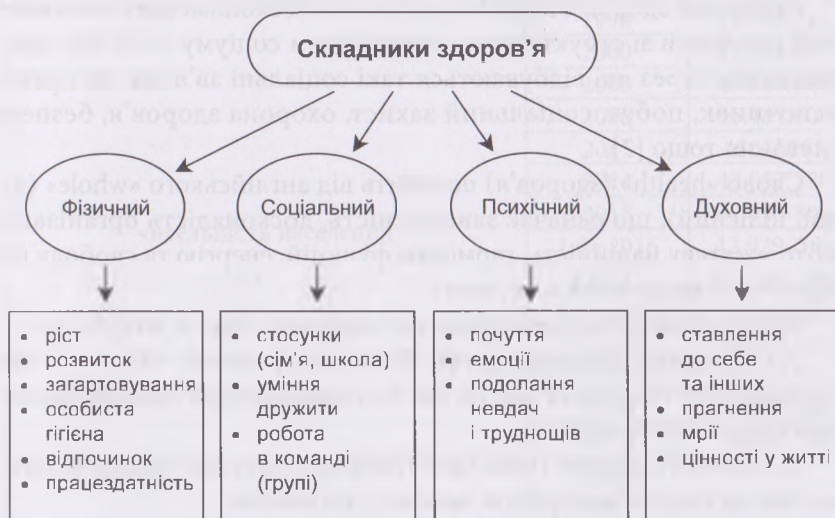 Складники здоров’я
Фізичний
Соціальний
Психічний
Духовний
• ріст
• розвиток
• загартовування
• особиста
гігієна
• відпочинок
• працездатність
• стосунки
(сім’я, школа)
• уміння
дружити
• робота
в команді
(групі)
• почуття
• емоції
• подолання
невдач
і труднощів
• ставлення
до себе
та інших
• прагнення
• мрії
• цінності у житті